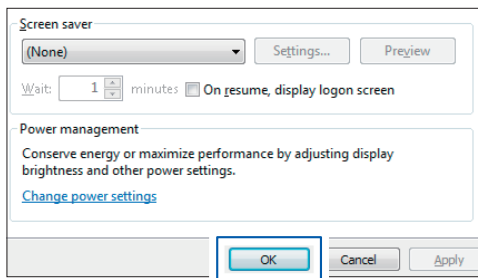 Screen saver
(None) Settings... Preview
Wait: 1 minutes On resume, display logon screen
Power management
Conserve energy or maximize performance by adjusting display
brightness and other power settings.
Change power settings
OK Cancel Apply